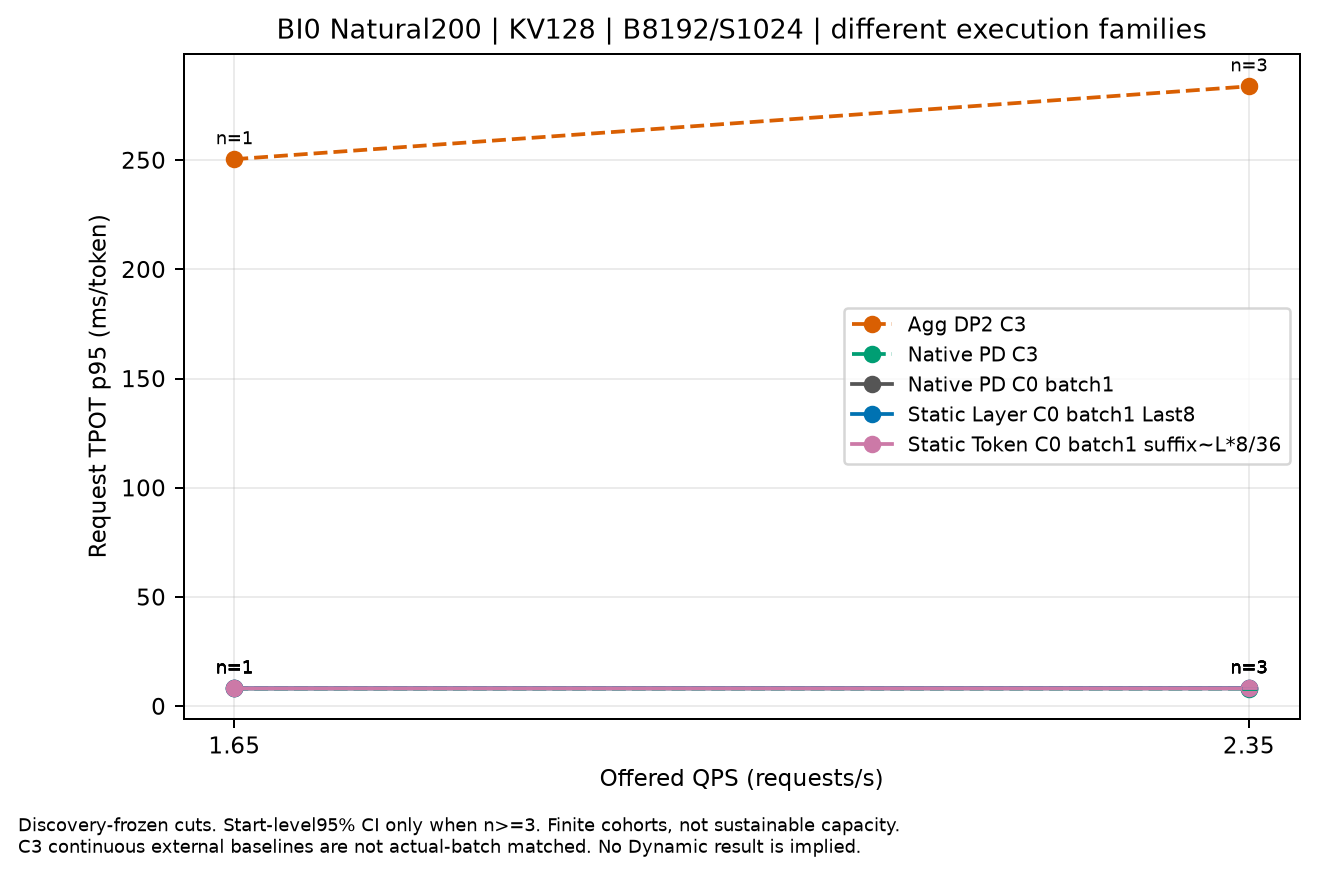 BI0 Natural200 | KV128 | B8192/S1024 | different execution families
n=3
n=1
250
200
150
100
50
0
Request TPOT p95 (ms/token)
Agg DP2 C3
Native PD C3
Native PD C0 batch1
Static Layer C0 batch1 Last8
Static Token C0 batch1 suffix~L*8/36
n=1
n=3
1.65
2.35
Offered QPS (requests/s)
Discovery-frozen cuts. Start-level95% CI only when n>=3. Finite cohorts, not sustainable capacity.
C3 continuous external baselines are not actual-batch matched. No Dynamic result is implied.